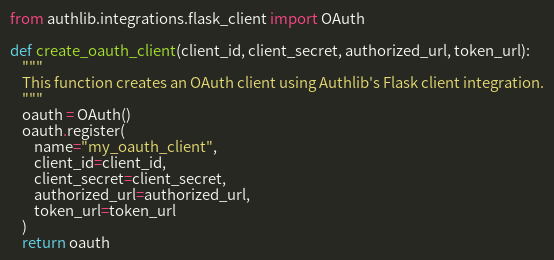 from authlib.integrations.flask_client import OAuth
def create_oauth_client(client_id, client_secret, authorized_url, token_url):
"""
This function creates an OAuth client using Authlib's Flask client integration.
"""
oauth = OAuth()
oauth.register(
name="my_oauth_client",
client_id=client_id,
client_secret=client_secret,
authorized_url=authorized_url,
token_url=token_url
)
return oauth